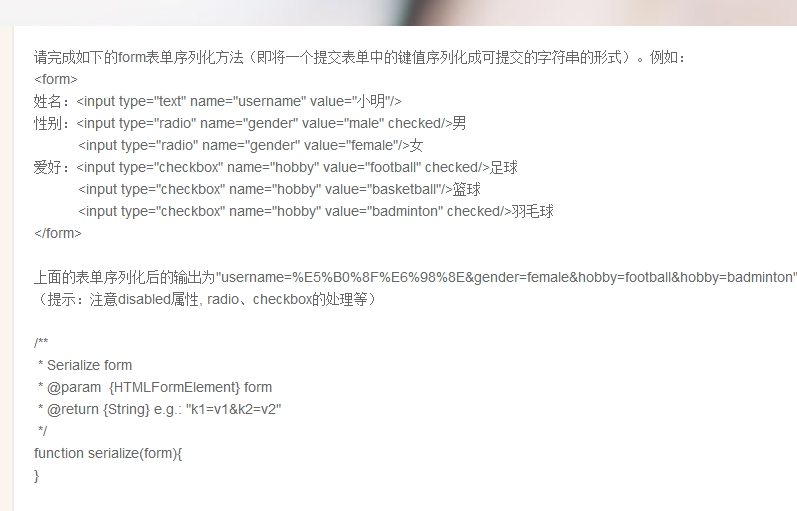 请完成如下的form表单序列化方法（即将一个提交表单中的键值序列化成可提交的字符串的形式）。例如：
<form>
姓名：<input type="text" name="username" value="小明"/>
性别：<input type="radio" name="gender" value="male" checked/>男
<input type="radio" name="gender" value="female"/>女
爱好：<input type="checkbox" name="hobby" value="football" checked/>足球
<input type="checkbox" name="hobby" value="basketball"/>篮球
<input type="checkbox" name="hobby" value="badminton" checked/>羽毛球
</form>
上面的表单序列化后的输出为"username=%E5%B0%8F%E6%98%8E&gender=female&hobby=football&hobby=badminton"
（提示：注意disabled属性, radio、checkbox的处理等）
/**
* Serialize form
* @param  {HTMLFormElement} form
* @return {String} e.g.: "k1=v1&k2=v2"
*/
function serialize(form){
}